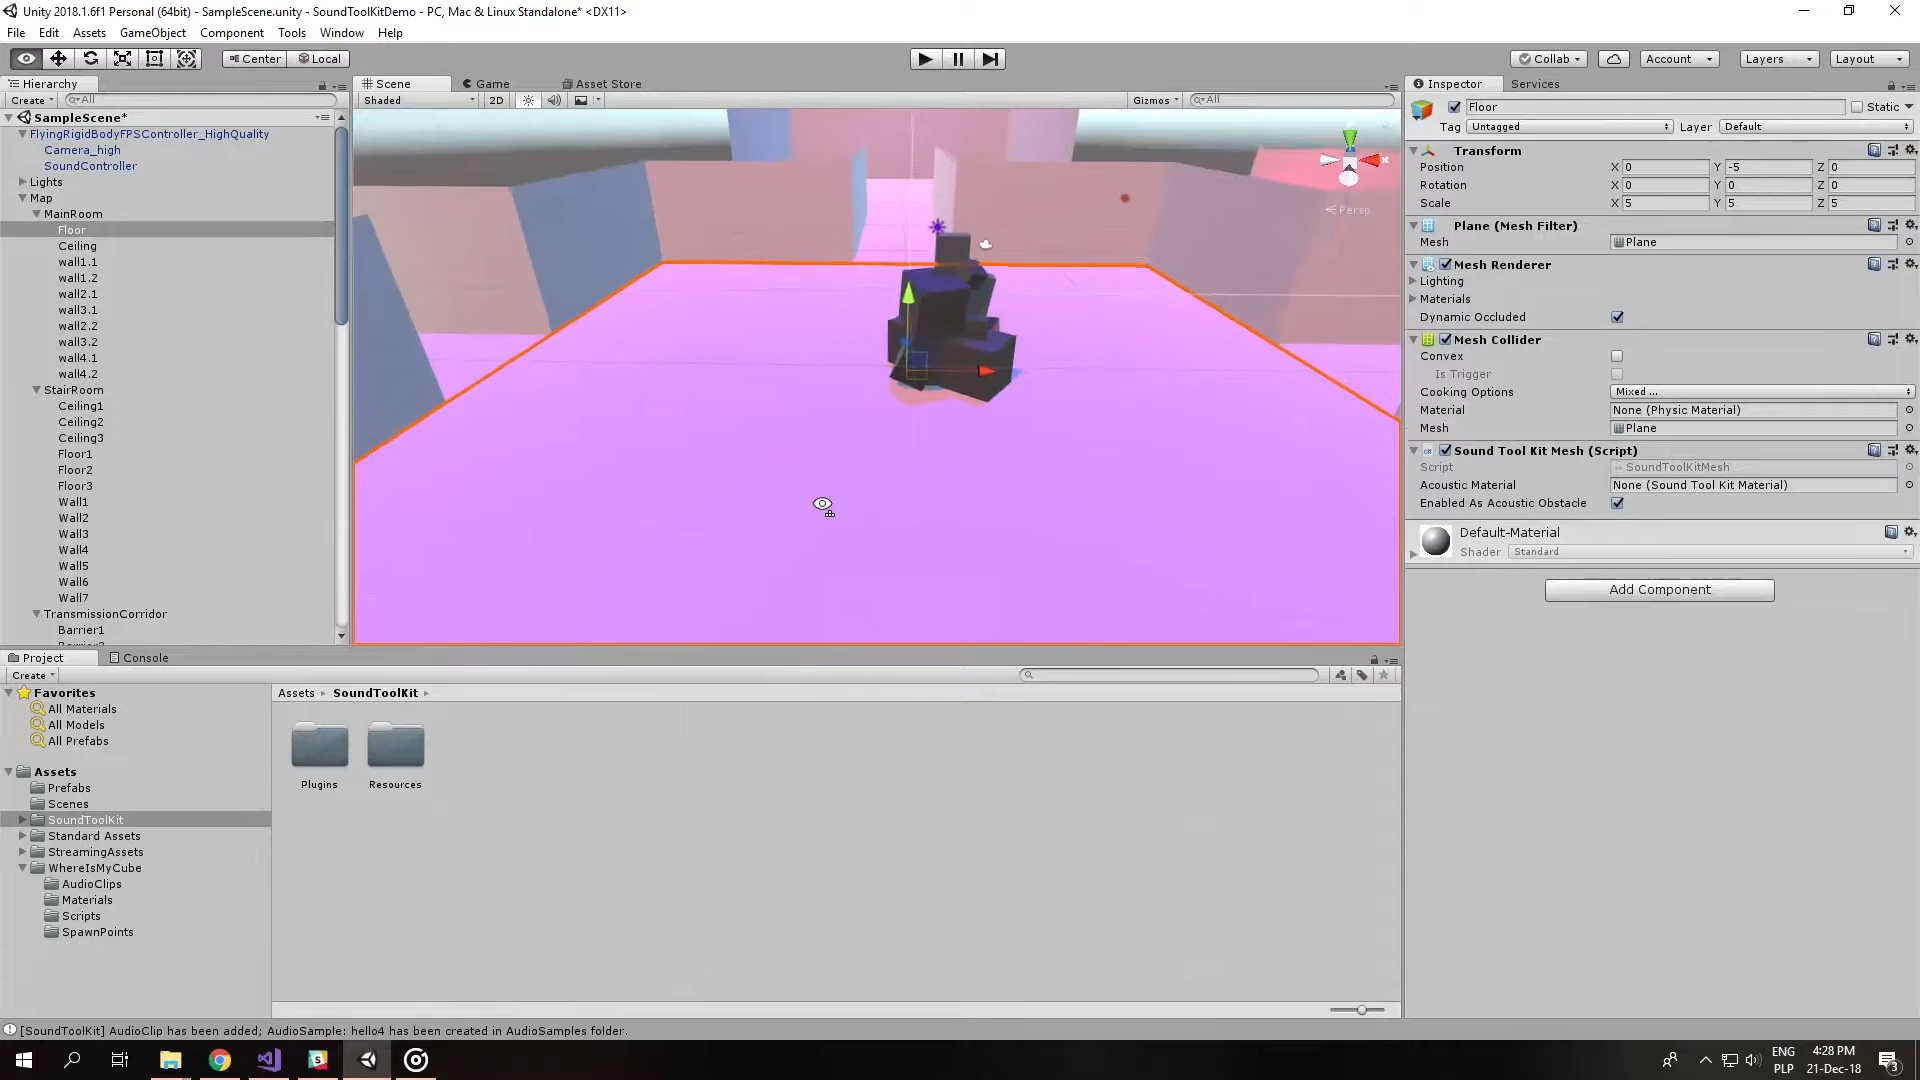 Unity 2018.1.6f1 Personal (64bit) - SampleScene.unity - SoundToolKitDemo - PC, Mac & Linux Standalone* <DX11>
File Edit Assets GameObject Component Tools Window Help
Center Local Collab Account Layers Layout
Hierarchy
Create All
SampleScene*
FlyingRigidBodyFPSController_HighQuality
Camera_high
SoundController
Lights
Map
MainRoom
Floor
Ceiling
wall1.1
wall1.2
wall2.1
wall3.1
wall2.2
wall3.2
wall4.1
wall4.2
StairRoom
Ceiling1
Ceiling2
Ceiling3
Floor1
Floor2
Floor3
Wall1
Wall2
Wall3
Wall4
Wall5
Wall6
Wall7
TransmissionCorridor
Barrier1
Scene Game Asset Store
Shaded 2D Gizmos All
x
Persp
Inspector Services
Floor Static
Tag Untagged Layer Default
Transform
Position X 0 Y -5 Z 0
Rotation X 0 Y 0 Z 0
Scale X 5 Y 5 Z 5
Plane (Mesh Filter)
Mesh Plane
Mesh Renderer
Lighting
Materials
Dynamic Occluded
Mesh Collider
Convex
Is Trigger
Cooking Options Mixed ...
Material None (Physic Material)
Mesh Plane
Sound Tool Kit Mesh (Script)
Script SoundToolKitMesh
Acoustic Material None (Sound Tool Kit Material)
Enabled As Acoustic Obstacle
Default-Material
Shader Standard
Add Component
Project Console
Create
Favorites
All Materials
All Models
All Prefabs
Assets
Prefabs
Scenes
SoundToolKit
Standard Assets
StreamingAssets
WhereIsMyCube
AudioClips
Materials
Scripts
SpawnPoints
Assets SoundToolKit
Plugins Resources
[SoundToolKit] AudioClip has been added; AudioSample: hello4 has been created in AudioSamples folder.
ENG 4:28 PM
PLP 21-Dec-18
3